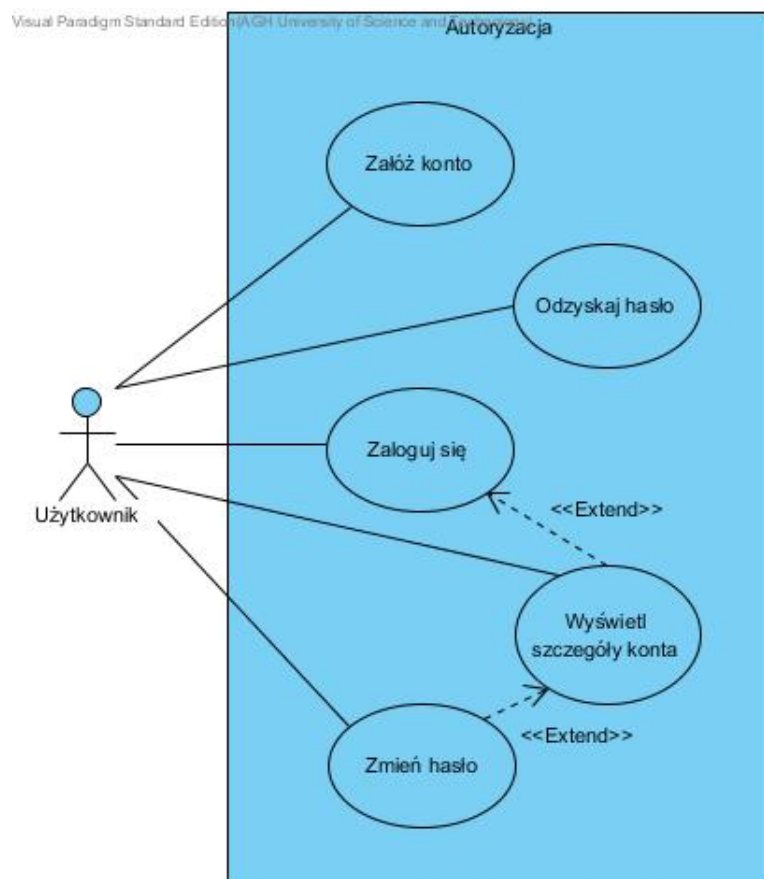 Visual Paradigm Standard Edition(AGH University of Science and
Autoryzacja
Załóż konto
Odzyskaj hasło
Zaloguj się
<<Extend>>
Użytkownik
Wyświetl
szczegóły konta
<<Extend>>
Zmień hasło